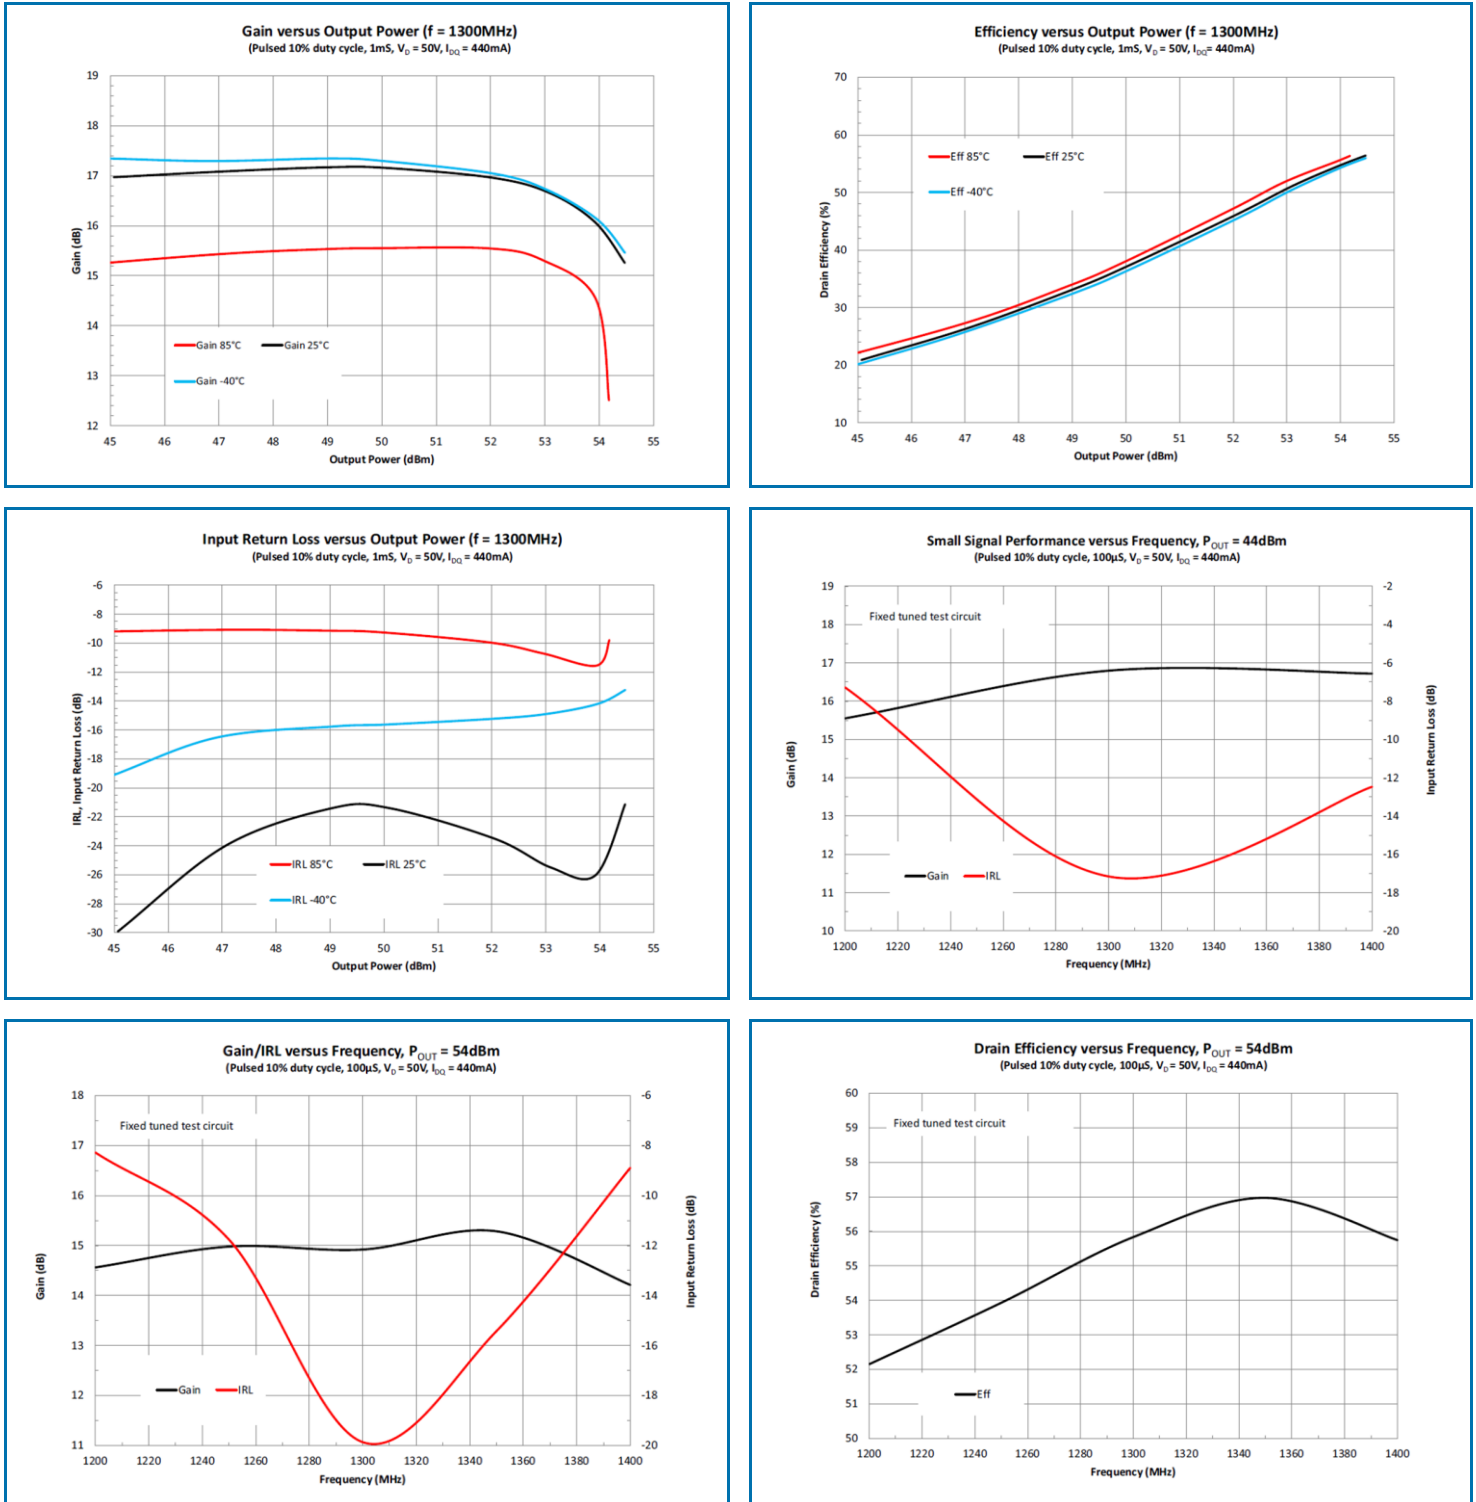 Gain versus Output Power (f = 1300MHz)
(Pulsed 10% duty cycle, 1mS, VD = 50V, IDQ = 440mA)
19
18
17
16
15
14
13
12
Gain (dB)
Gain 85°C
Gain 25°C
Gain -40°C
45 46 47 48 49 50 51 52 53 54 55
Output Power (dBm)
Efficiency versus Output Power (f = 1300MHz)
(Pulsed 10% duty cycle, 1mS, VD = 50V, IDQ= 440mA)
70
60
50
40
30
20
10
Drain Efficiency (%)
Eff 85°C
Eff 25°C
Eff -40°C
45 46 47 48 49 50 51 52 53 54 55
Output Power (dBm)
Input Return Loss versus Output Power (f = 1300MHz)
(Pulsed 10% duty cycle, 1mS, VD = 50V, IDQ = 440mA)
-6
-8
-10
-12
-14
-16
-18
-20
-22
-24
-26
-28
-30
IRL, Input Return Loss (dB)
IRL 85°C
IRL 25°C
IRL -40°C
45 46 47 48 49 50 51 52 53 54 55
Output Power (dBm)
Small Signal Performance versus Frequency, POUT = 44dBm
(Pulsed 10% duty cycle, 100µS, VD = 50V, IDQ = 440mA)
19
18
17
16
15
14
13
12
11
10
Gain (dB)
Fixed tuned test circuit
Gain
IRL
-2
-4
-6
-8
-10
-12
-14
-16
-18
-20
Input Return Loss (dB)
1200 1220 1240 1260 1280 1300 1320 1340 1360 1380 1400
Frequency (MHz)
Gain/IRL versus Frequency, POUT = 54dBm
(Pulsed 10% duty cycle, 100µS, VD = 50V, IDQ = 440mA)
18
17
16
15
14
13
12
11
Gain (dB)
Fixed tuned test circuit
Gain
IRL
-6
-8
-10
-12
-14
-16
-18
-20
Input Return Loss (dB)
1200 1220 1240 1260 1280 1300 1320 1340 1360 1380 1400
Frequency (MHz)
Drain Efficiency versus Frequency, POUT = 54dBm
(Pulsed 10% duty cycle, 100µS, VD = 50V, IDQ = 440mA)
60
59
58
57
56
55
54
53
52
51
50
Drain Efficiency (%)
Fixed tuned test circuit
Eff
1200 1220 1240 1260 1280 1300 1320 1340 1360 1380 1400
Frequency (MHz)